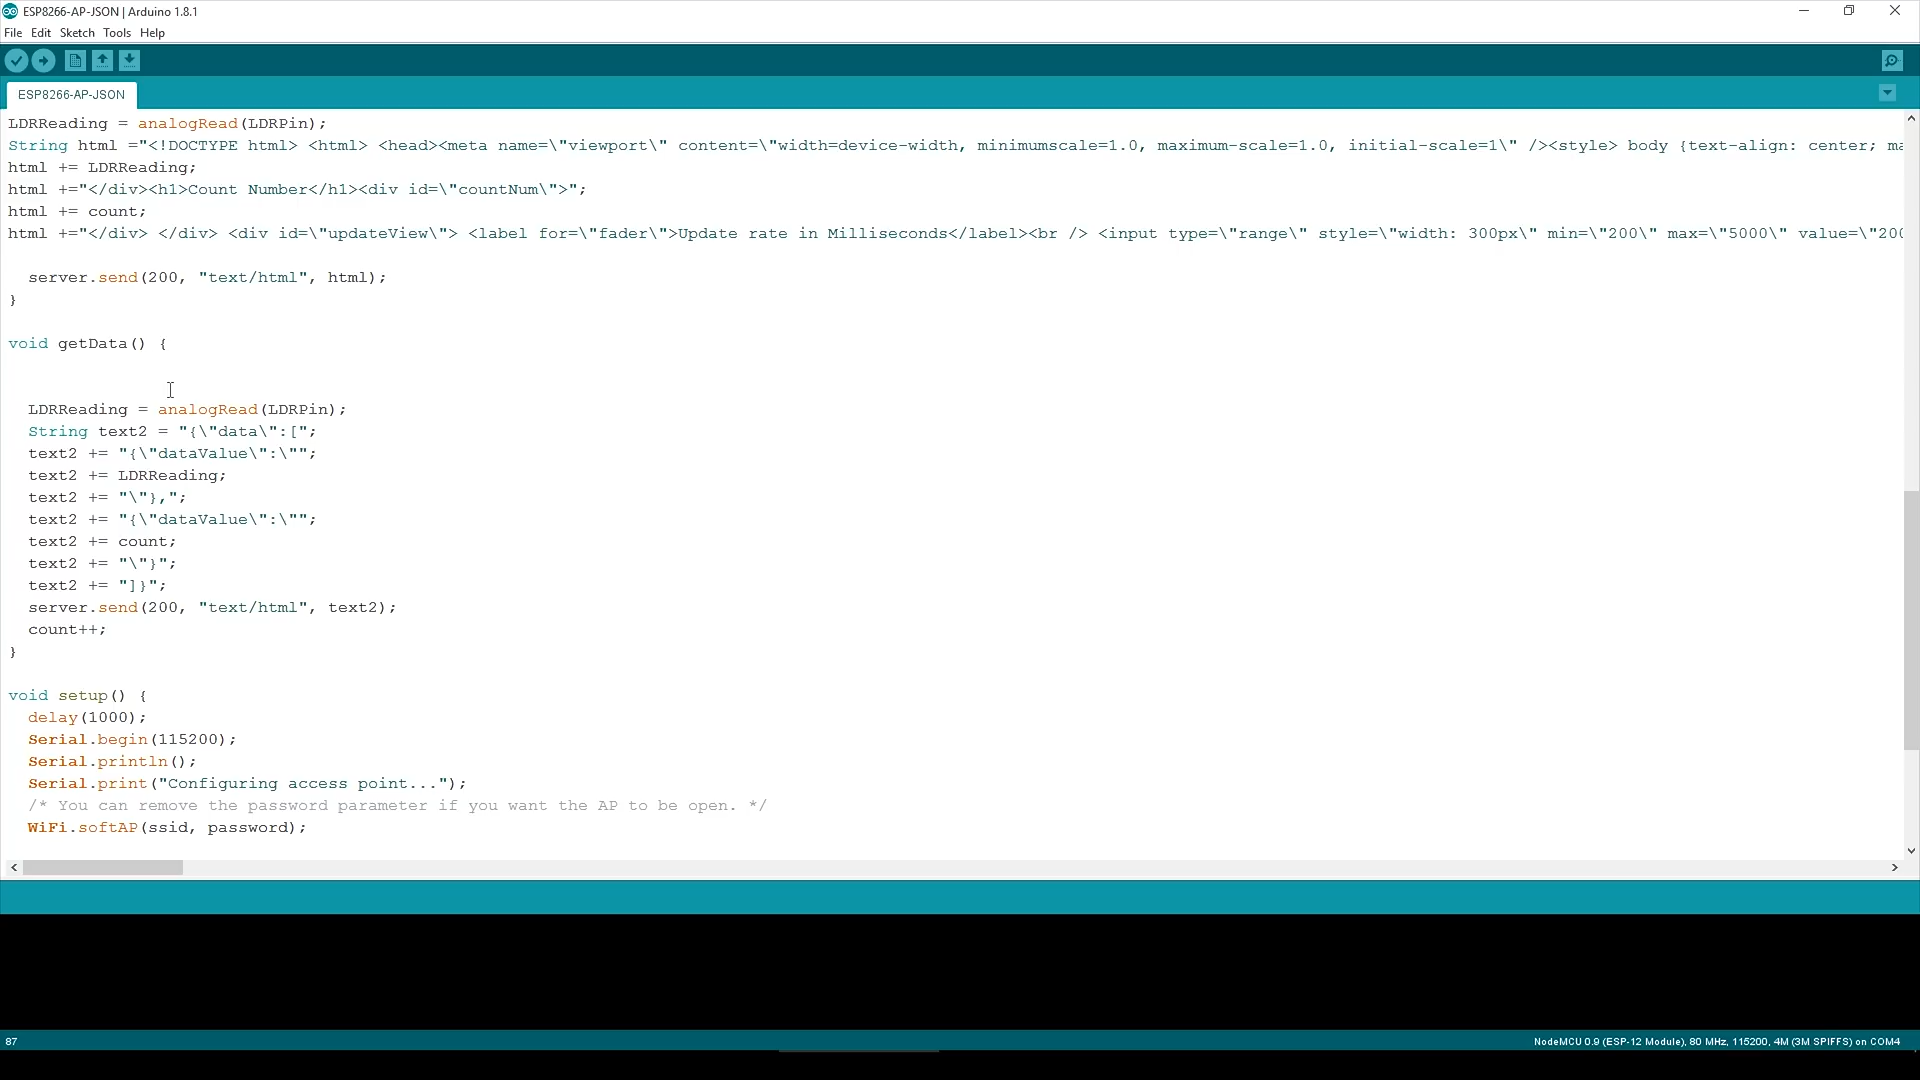 ESP8266-AP-JSON | Arduino 1.8.1
File Edit Sketch Tools Help
ESP8266-AP-JSON
LDRReading = analogRead(LDRPin);
String html ="<!DOCTYPE html> <html> <head><meta name=\"viewport\" content=\"width=device-width, minimumscale=1.0, maximum-scale=1.0, initial-scale=1\" /><style> body {text-align: center; ma
html += LDRReading;
html +="</div><h1>Count Number</h1><div id=\"countNum\">";
html += count;
html +="</div> </div> <div id=\"updateView\"> <label for=\"fader\">Update rate in Milliseconds</label><br /> <input type=\"range\" style=\"width: 300px\" min=\"200\" max=\"5000\" value=\"200
server.send(200, "text/html", html);
}
void getData() {
LDRReading = analogRead(LDRPin);
String text2 = "{\"data\":[";
text2 += "{\"dataValue\":\"";
text2 += LDRReading;
text2 += "\"},";
text2 += "{\"dataValue\":\"";
text2 += count;
text2 += "\"}";
text2 += "]}";
server.send(200, "text/html", text2);
count++;
}
void setup() {
delay(1000);
Serial.begin(115200);
Serial.println();
Serial.print("Configuring access point...");
/* You can remove the password parameter if you want the AP to be open. */
WiFi.softAP(ssid, password);
87
NodeMCU 0.9 (ESP-12 Module), 80 MHz, 115200, 4M (3M SPIFFS) on COM4